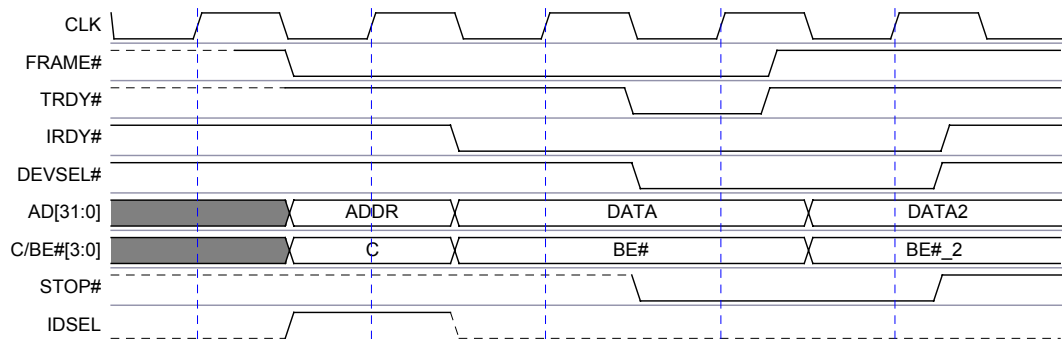 CLK
FRAME#
TRDY#
IRDY#
DEVSEL#
AD[31:0] ADDR DATA DATA2
C/BE#[3:0] C BE# BE#_2
STOP#
IDSEL